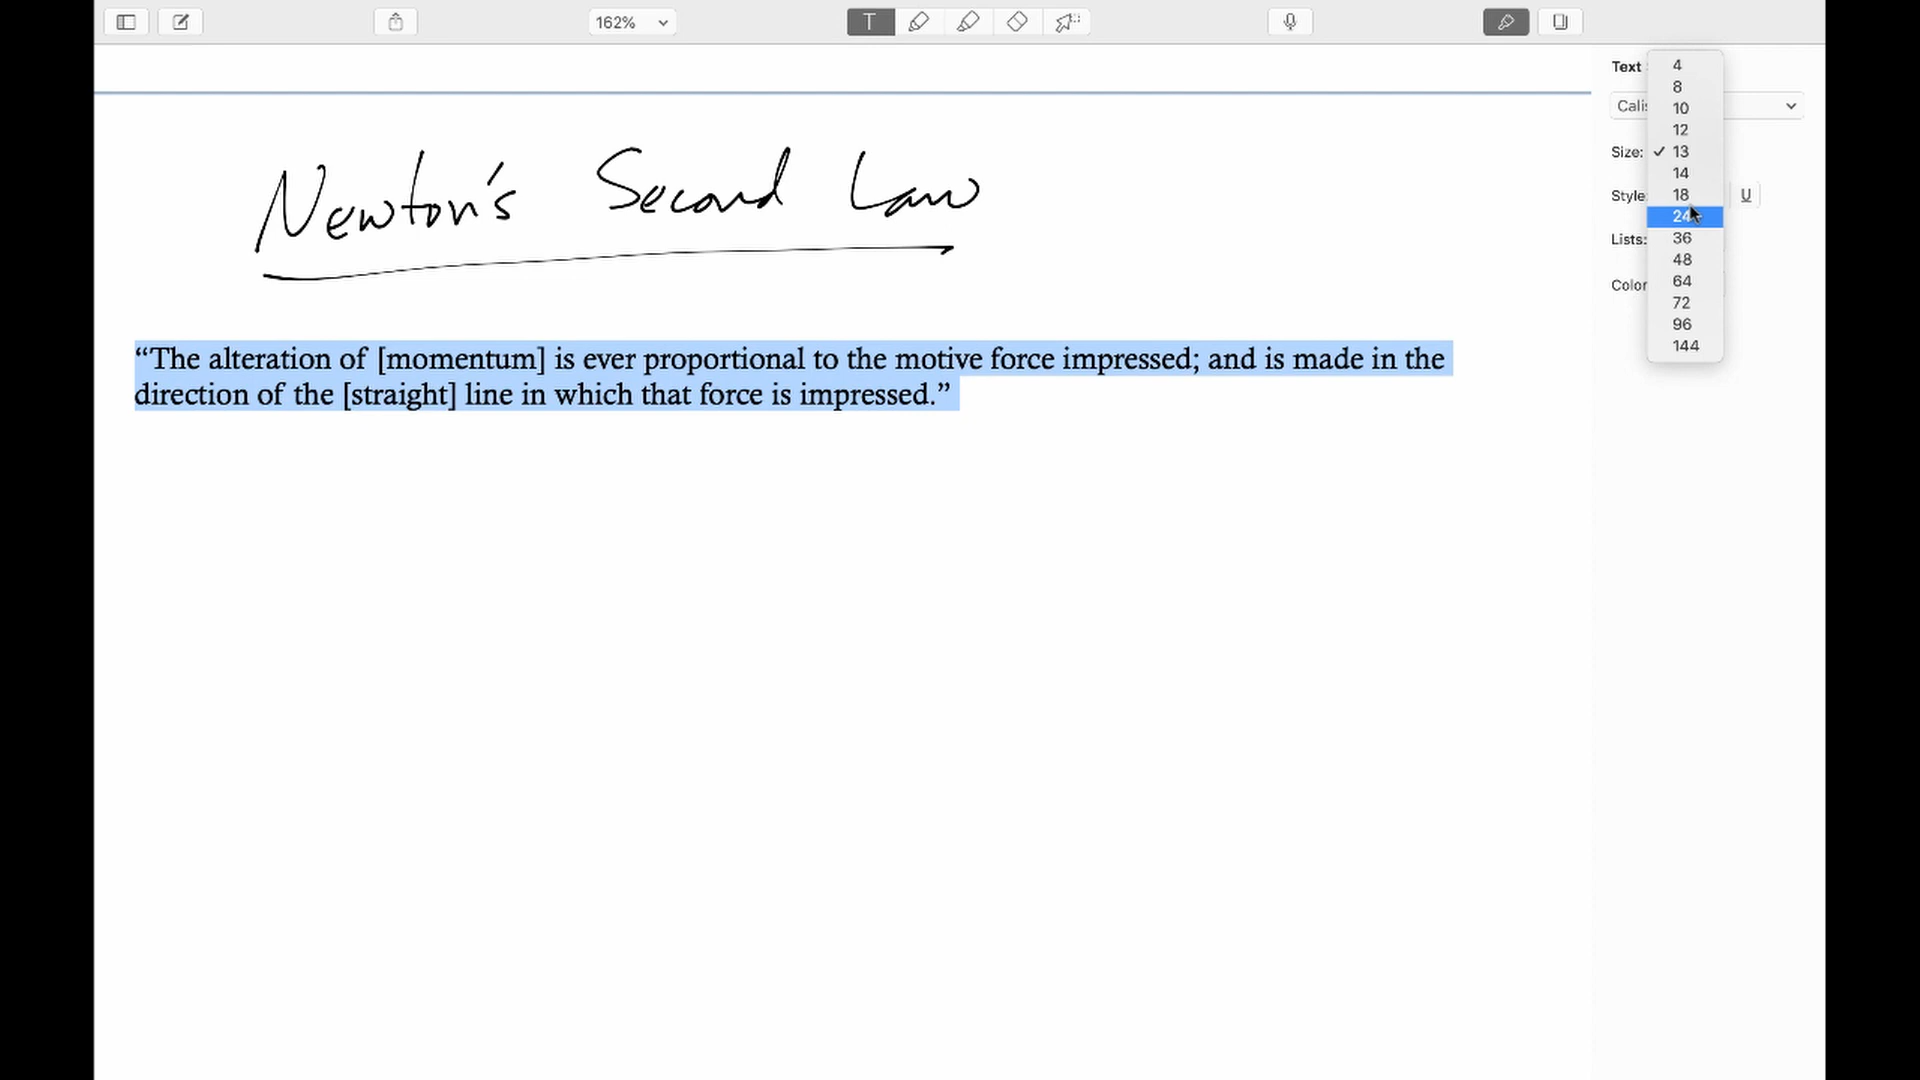 162%
T
Text
4
8
Calis
10
12
Size: ✓ 13
14
18
Style
U
24
Lists:
36
48
Color
64
72
96
144
Newton's Second Law
“The alteration of [momentum] is ever proportional to the motive force impressed; and is made in the
direction of the [straight] line in which that force is impressed.”